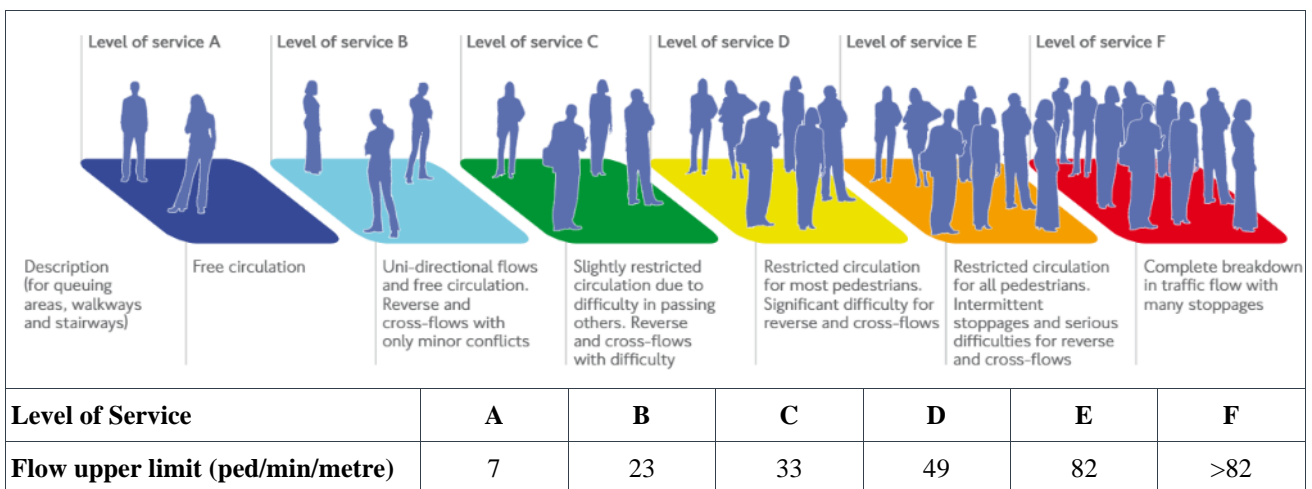 Level of service A
Level of service B
Level of service C
Level of service D
Level of service E
Level of service F
Description
(for queuing
areas, walkways
and stairways)
Free circulation
Uni-directional flows
and free circulation.
Reverse and
cross-flows with
only minor conflicts
Slightly restricted
circulation due to
difficulty in passing
others. Reverse
and cross-flows
with difficulty
Restricted circulation
for most pedestrians.
Significant difficulty for
reverse and cross-flows
Restricted circulation
for all pedestrians.
Intermittent
stoppages and serious
difficulties for reverse
and cross-flows
Complete breakdown
in traffic flow with
many stoppages
Level of Service A B C D E F
Flow upper limit (ped/min/metre) 7 23 33 49 82 >82